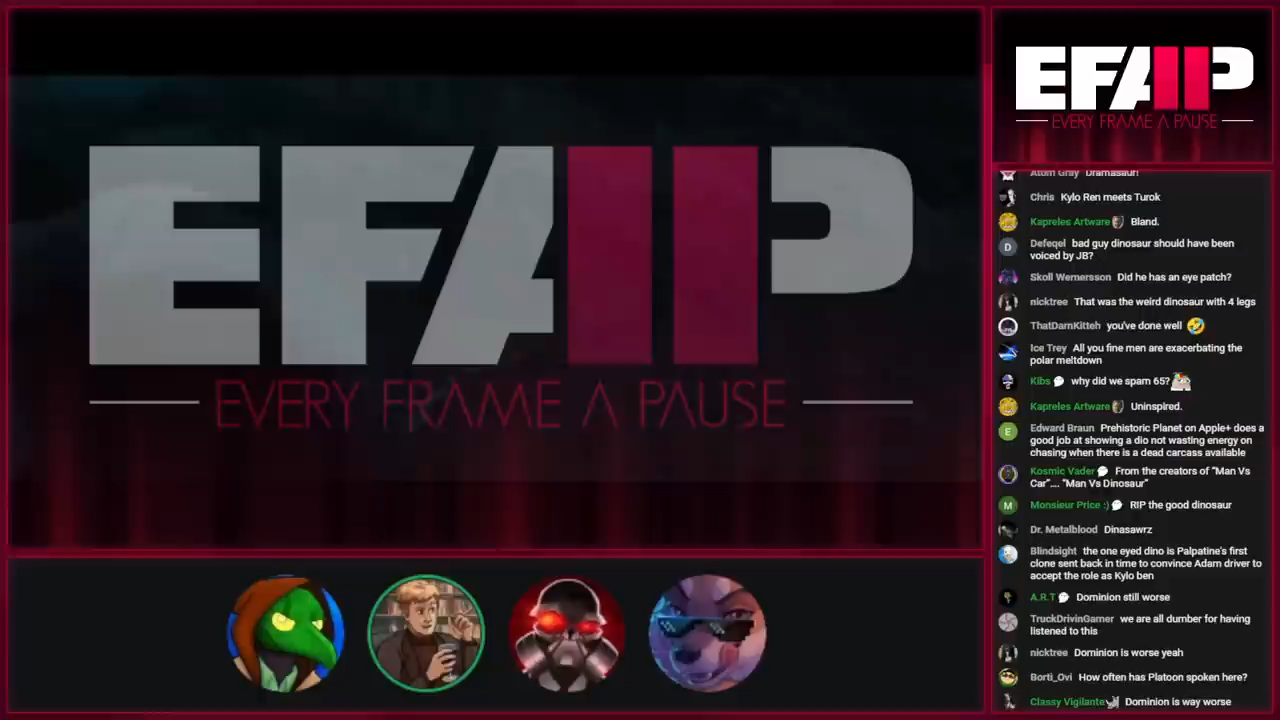 EFAP
EVERY FRAME A PAUSE
EFAP
EVERY FRAME A PAUSE
Atom Gray Dramasaur!
Chris Kylo Ren meets Turok
Kapreles Artware Bland.
Defeqel bad guy dinosaur should have been
voiced by JB?
Skoll Wernersson Did he has an eye patch?
nicktree That was the weird dinosaur with 4 legs
ThatDarnKitteh you've done well
Ice Trey All you fine men are exacerbating the
polar meltdown
Kibs why did we spam 65?
Kapreles Artware Uninspired.
E
Edward Braun Prehistoric Planet on Apple+ does a
good job at showing a dio not wasting energy on
chasing when there is a dead carcass available
Kosmic Vader From the creators of "Man Vs
Car".... "Man Vs Dinosaur"
M
Monsieur Price :) RIP the good dinosaur
Dr. Metalblood Dinasawrz
Blindsight the one eyed dino is Palpatine's first
clone sent back in time to convince Adam driver to
accept the role as Kylo ben
A.R.T Dominion still worse
TruckDrivinGamer we are all dumber for having
listened to this
nicktree Dominion is worse yeah
Borti_Ovi How often has Platoon spoken here?
Classy Vigilante Dominion is way worse